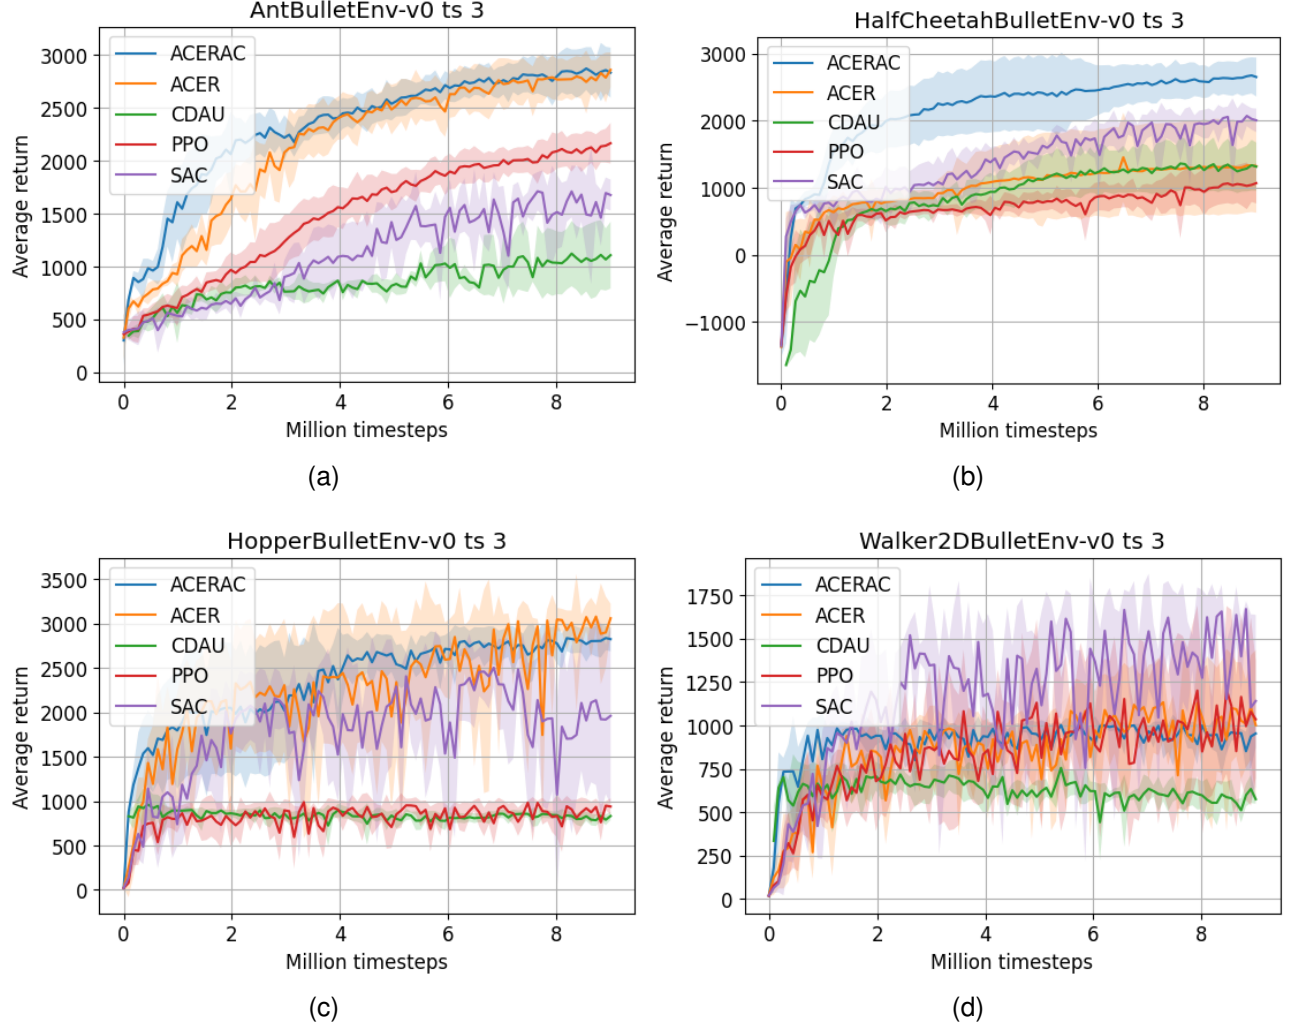 AntBulletEnv-v0 ts 3
3000
2500
2000
1500
1000
500
0
Average return
ACERAC
ACER
CDAU
PPO
SAC
0 2 4 6 8
Million timesteps
(a)
HalfCheetahBulletEnv-v0 ts 3
3000
2000
1000
0
−1000
Average return
ACERAC
ACER
CDAU
PPO
SAC
0 2 4 6 8
Million timesteps
(b)
HopperBulletEnv-v0 ts 3
3500
3000
2500
2000
1500
1000
500
0
Average return
ACERAC
ACER
CDAU
PPO
SAC
0 2 4 6 8
Million timesteps
(c)
Walker2DBulletEnv-v0 ts 3
1750
1500
1250
1000
750
500
250
0
Average return
ACERAC
ACER
CDAU
PPO
SAC
0 2 4 6 8
Million timesteps
(d)